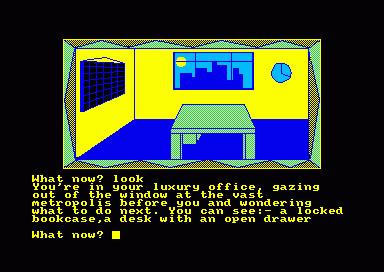 What now? look
You're in your luxury office, gazing
out of the window at the vast
metropolis before you and wondering
what to do next. You can see:- a locked
bookcase,a desk with an open drawer
What now?